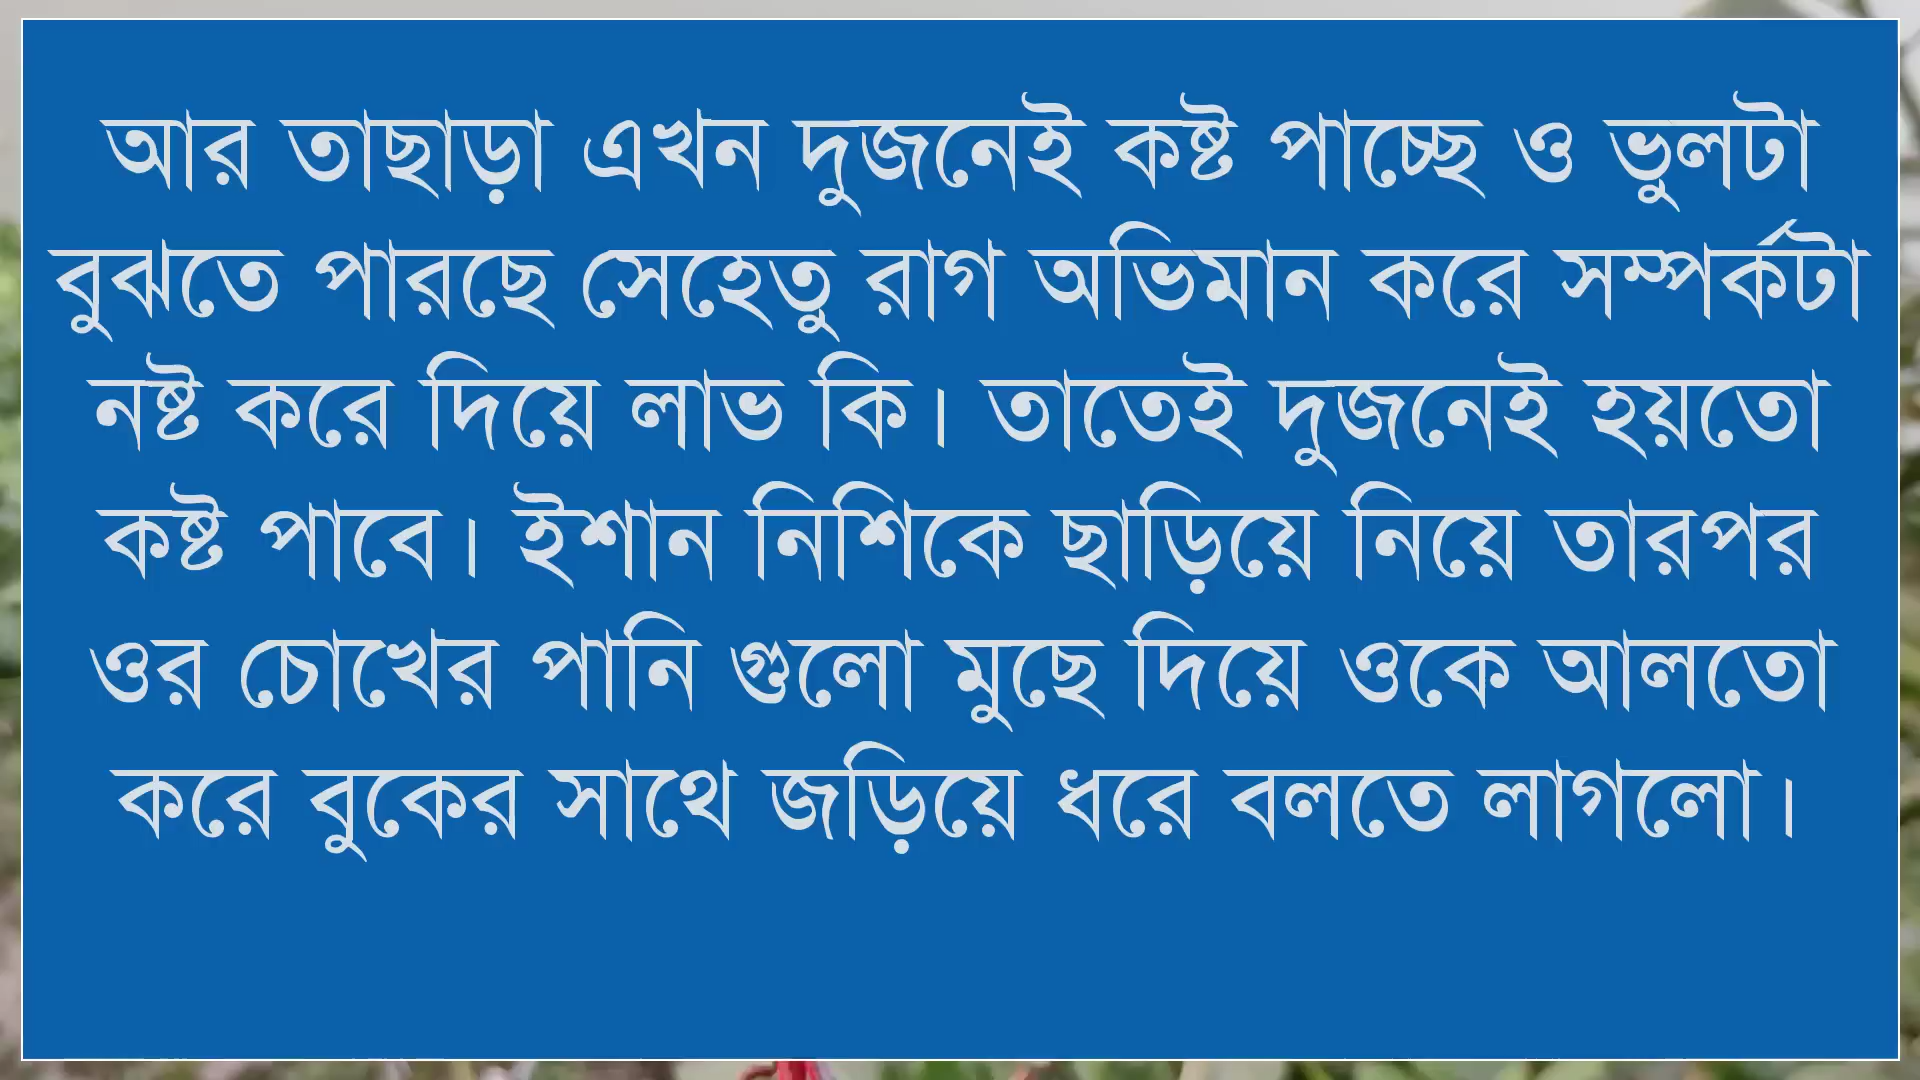 আর তাছাড়া এখন দুজনেই কষ্ট পাচ্ছে ও ভুলটা
বুঝতে পারছে সেহেতু রাগ অভিমান করে সম্পর্কটা
নষ্ট করে দিয়ে লাভ কি। তাতেই দুজনেই হয়তো
কষ্ট পাবে। ইশান নিশিকে ছাড়িয়ে নিয়ে তারপর
ওর চোখের পানি গুলো মুছে দিয়ে ওকে আলতো
করে বুকের সাথে জড়িয়ে ধরে বলতে লাগলো।